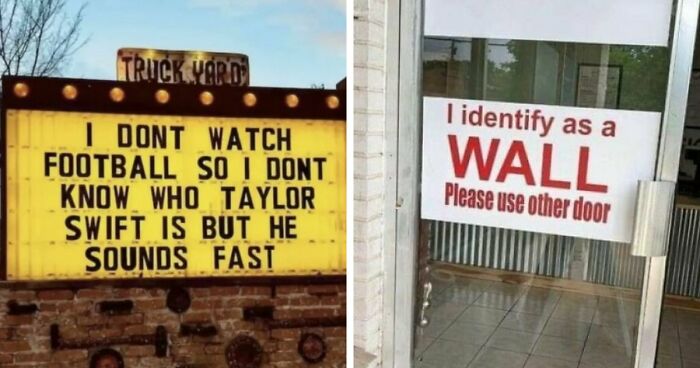 TRUCK YARD
I DONT WATCH
FOOTBALL SO I DONT
KNOW WHO TAYLOR
SWIFT IS BUT HE
SOUNDS FAST
I identify as a
WALL
Please use other door